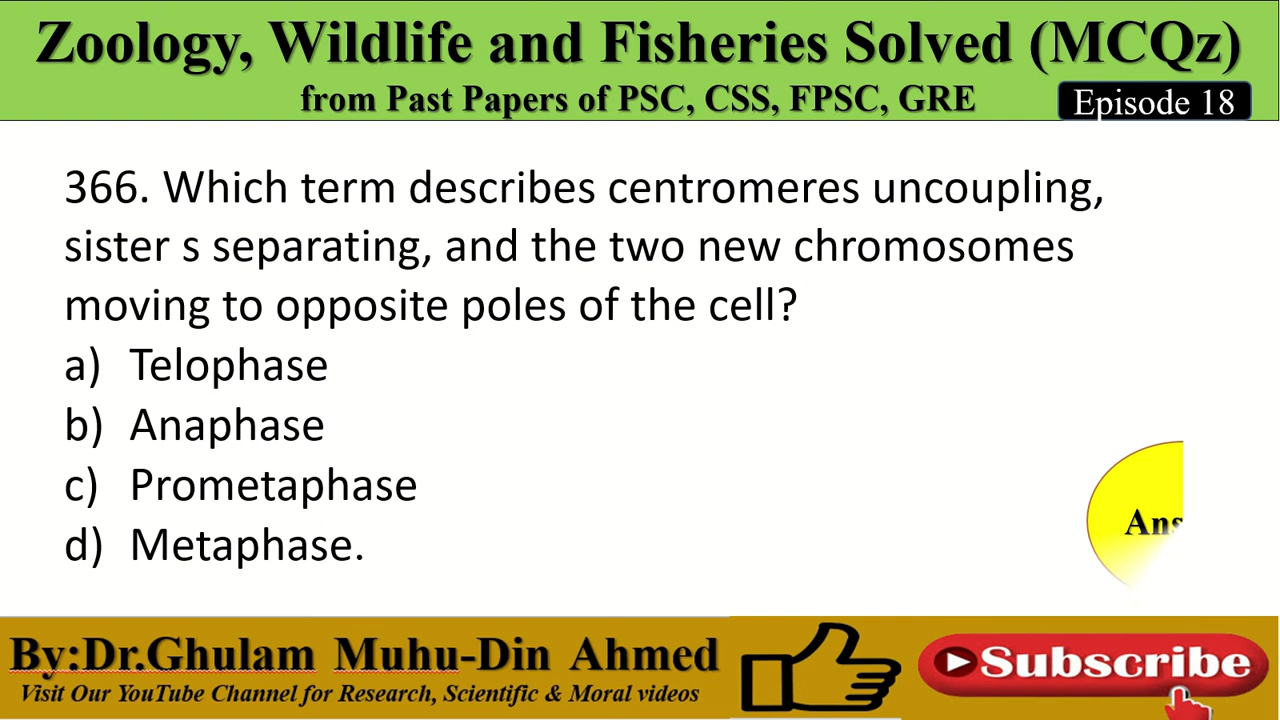 Zoology, Wildlife and Fisheries Solved (MCQz)
from Past Papers of PSC, CSS, FPSC, GRE
Episode 18
366. Which term describes centromeres uncoupling,
sister s separating, and the two new chromosomes
moving to opposite poles of the cell?
a) Telophase
b) Anaphase
c) Prometaphase
d) Metaphase.
Ans
By:Dr.Ghulam Muhu-Din Ahmed
Visit Our YouTube Channel for Research, Scientific & Moral videos
Subscribe